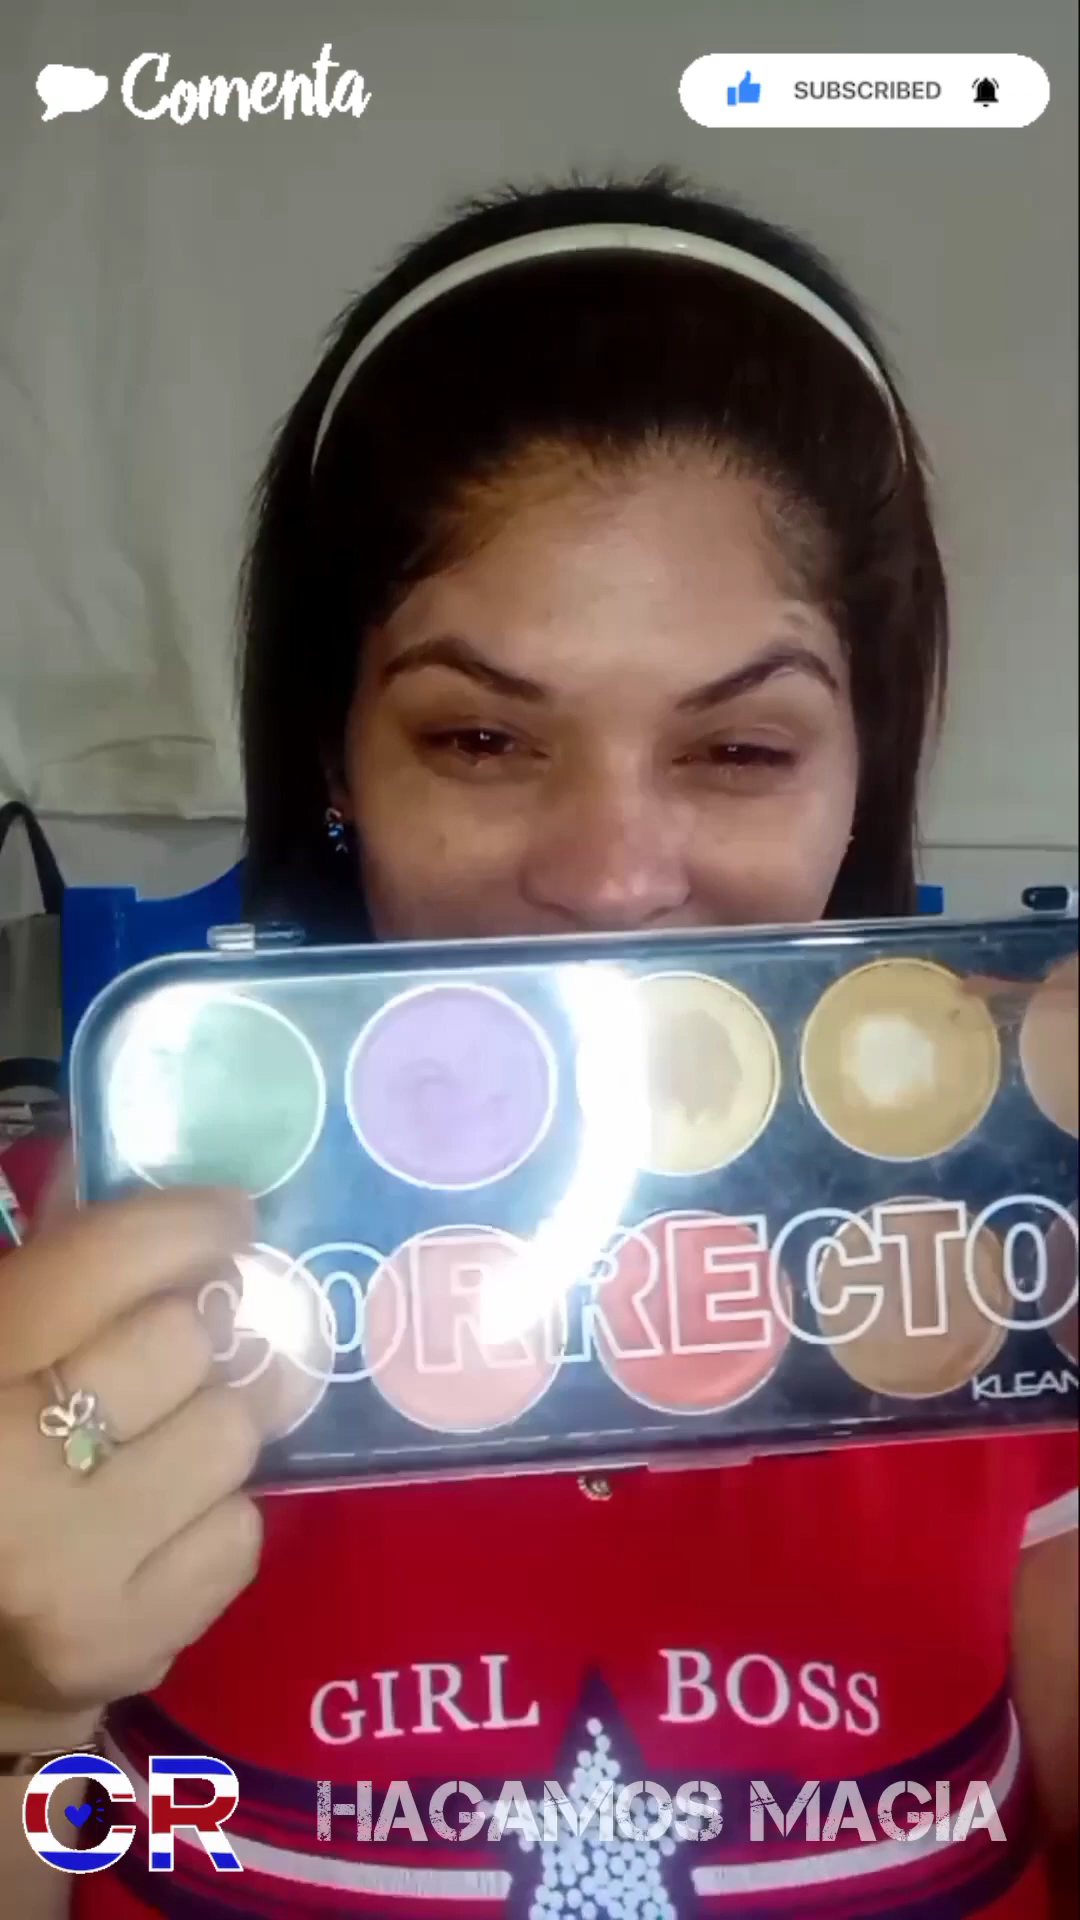 Comenta
SUBSCRIBED
CORRECTO
KLEAN
GIRL BOSS
CR HAGAMOS MAGIA